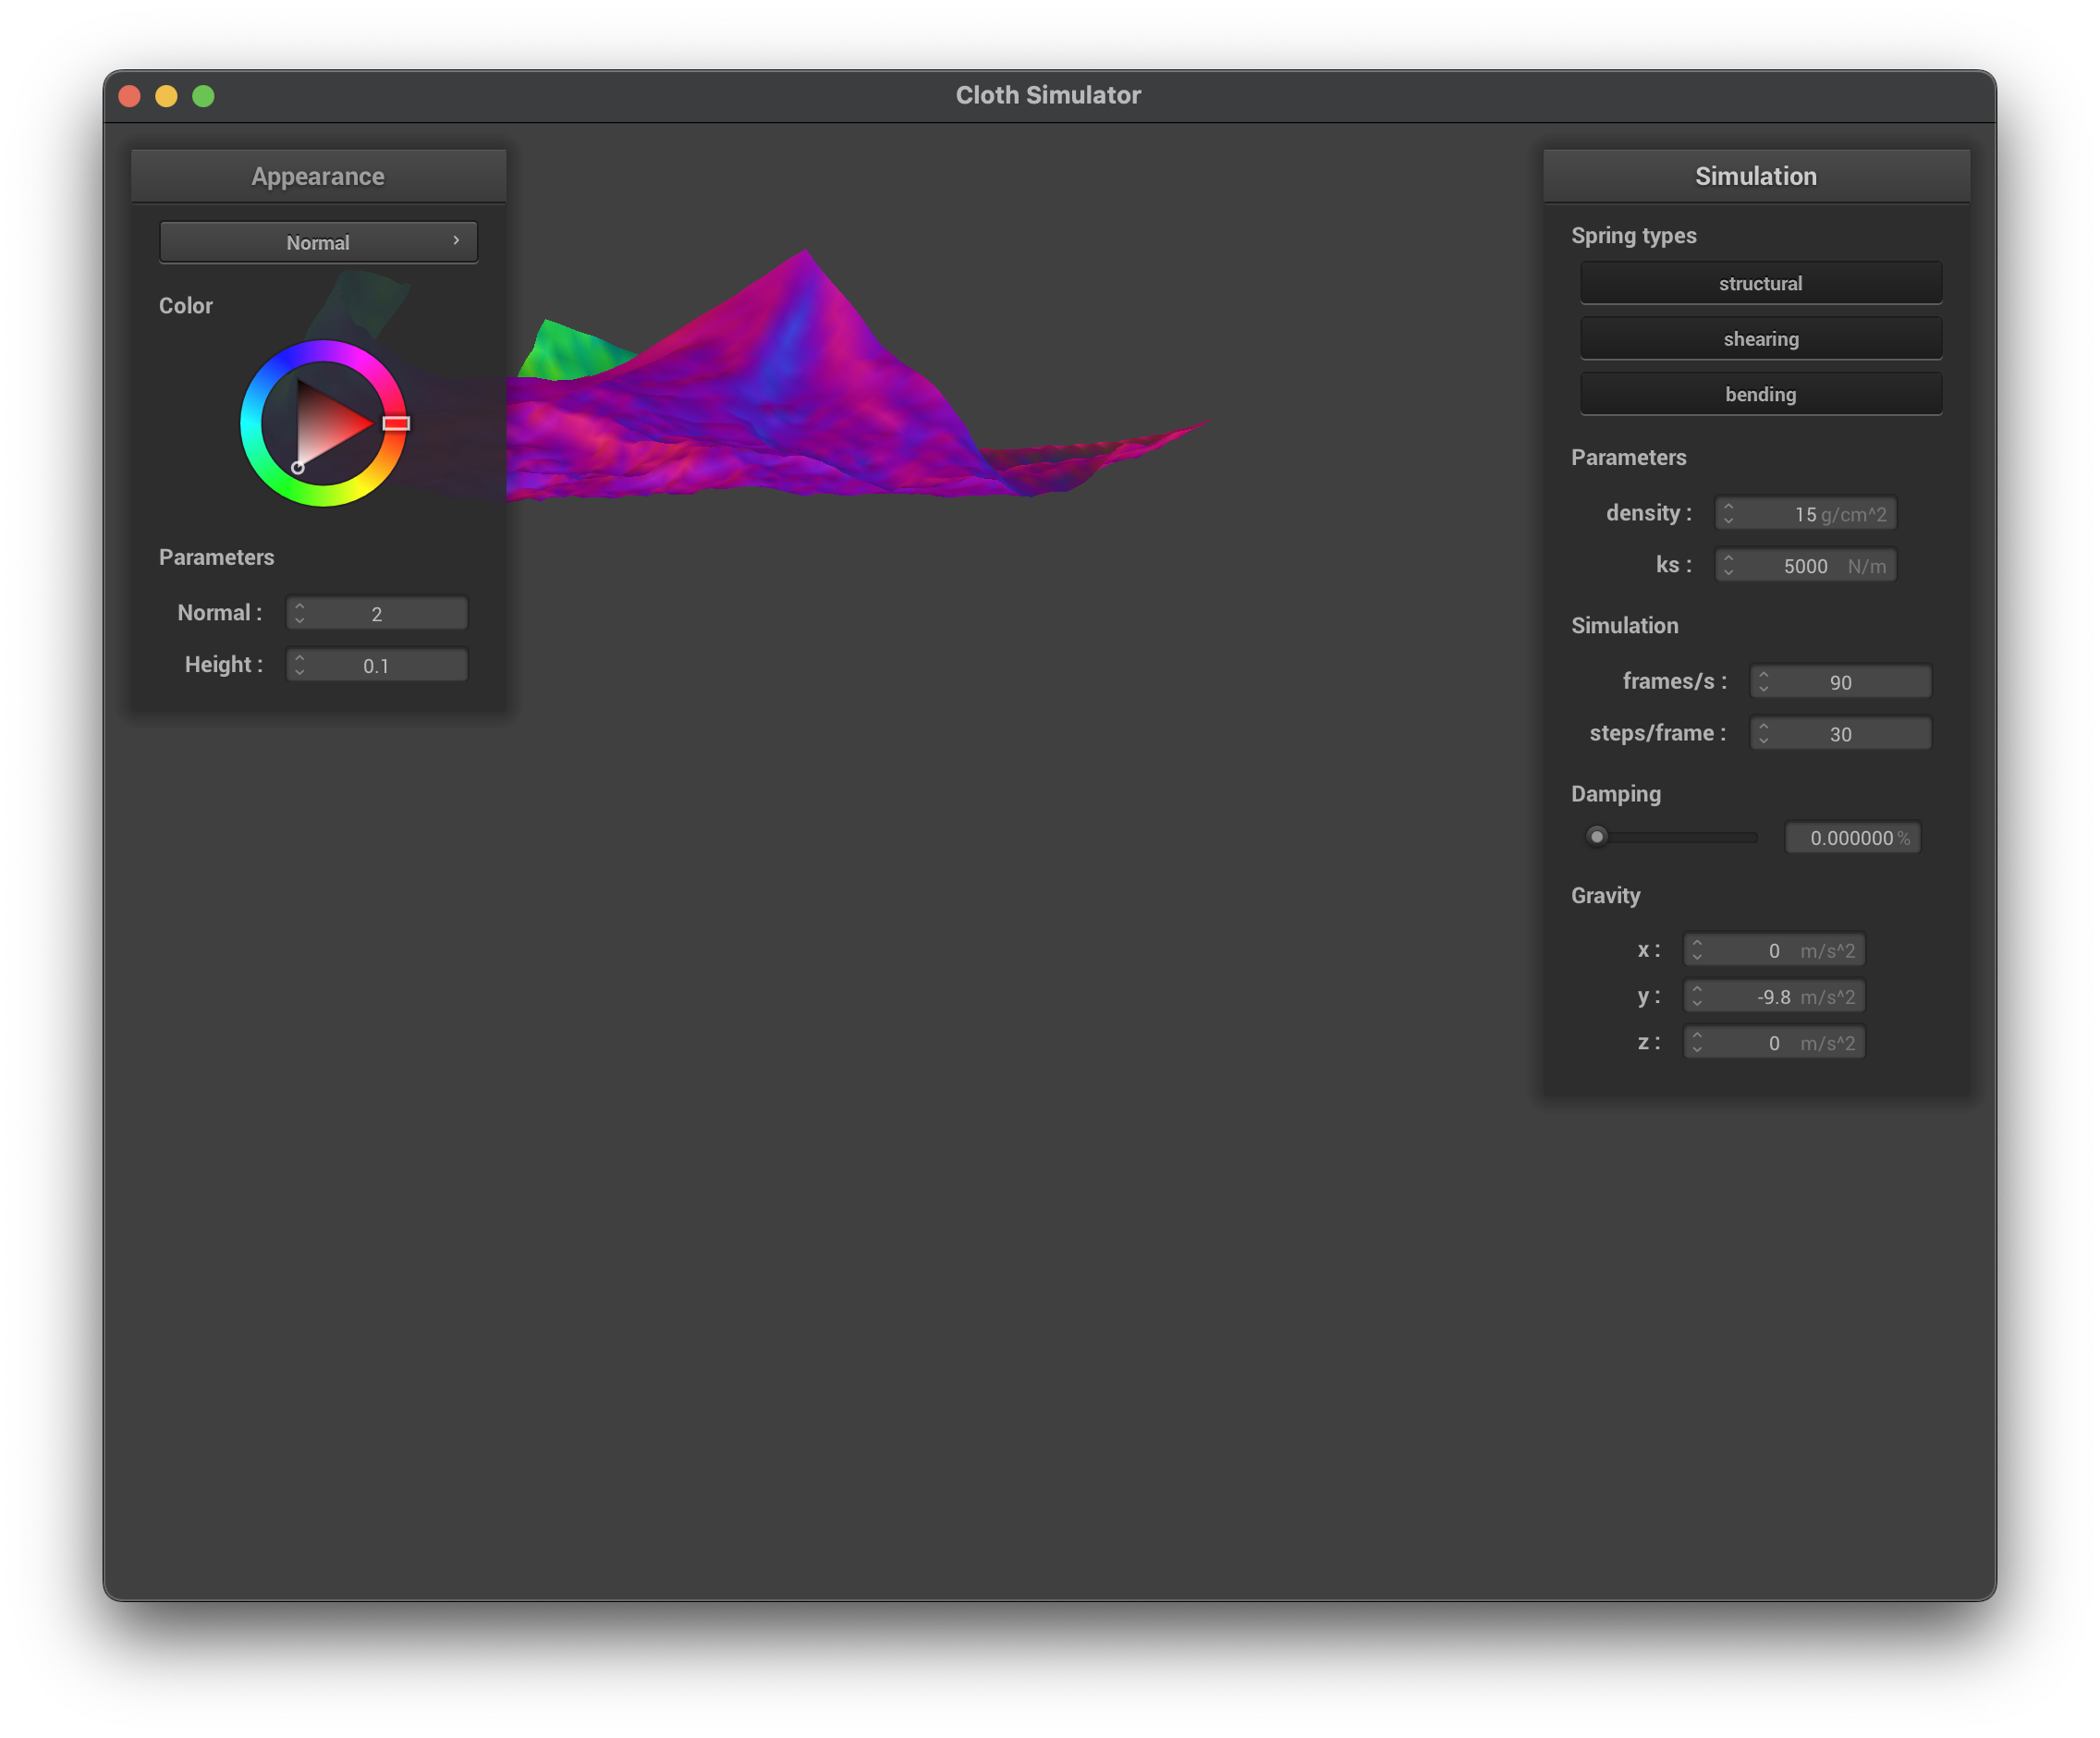 Cloth Simulator
Appearance
Normal
Color
Parameters
Normal : 2
Height : 0.1
Simulation
Spring types
structural
shearing
bending
Parameters
density : 15 g/cm^2
ks : 5000 N/m
Simulation
frames/s : 90
steps/frame : 30
Damping
0.000000 %
Gravity
x : 0 m/s^2
y : -9.8 m/s^2
z : 0 m/s^2